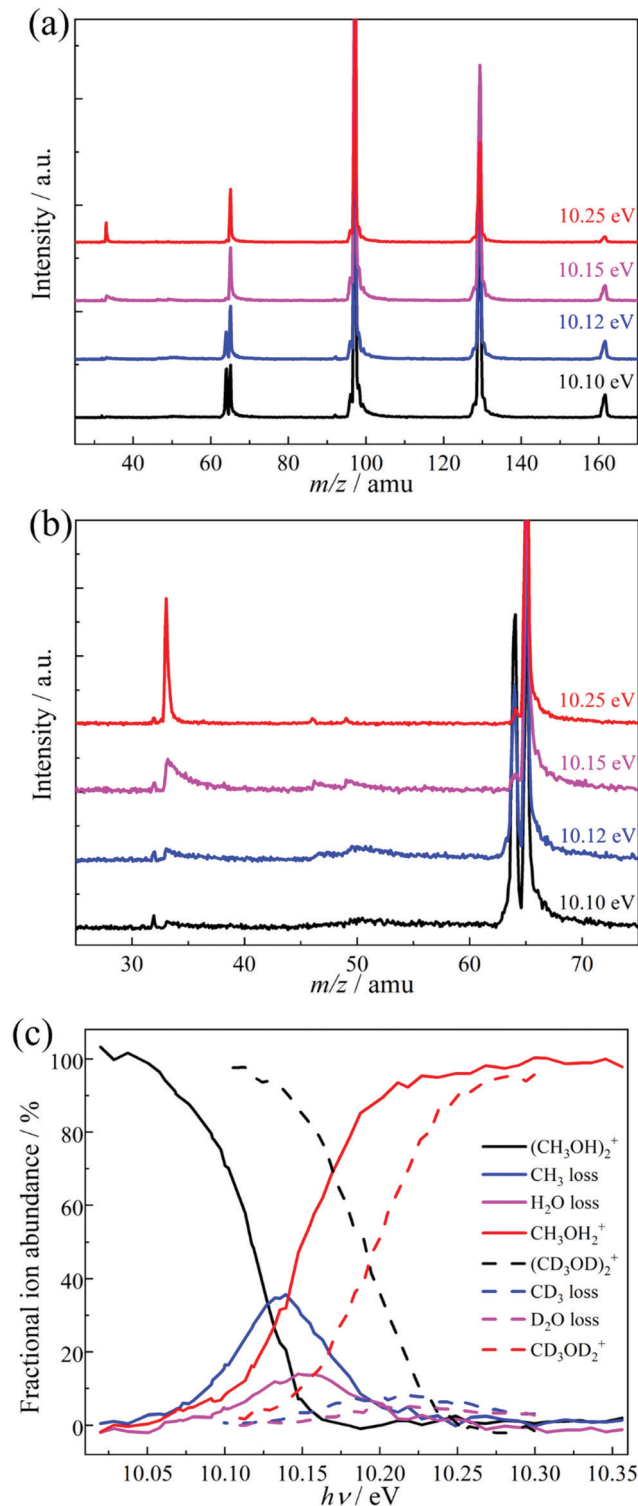 (a)
Intensity / a.u.
10.25 eV
10.15 eV
10.12 eV
10.10 eV
40 60 80 100 120 140 160
m/z / amu
(b)
Intensity / a.u.
10.25 eV
10.15 eV
10.12 eV
10.10 eV
30 40 50 60 70
m/z / amu
(c)
Fractional ion abundance / %
100
80
60
40
20
0
(CH₃OH)₂⁺
CH₃ loss
H₂O loss
CH₃OH₂⁺
(CD₃OD)₂⁺
CD₃ loss
D₂O loss
CD₃OD₂⁺
10.05 10.10 10.15 10.20 10.25 10.30 10.35
hν / eV